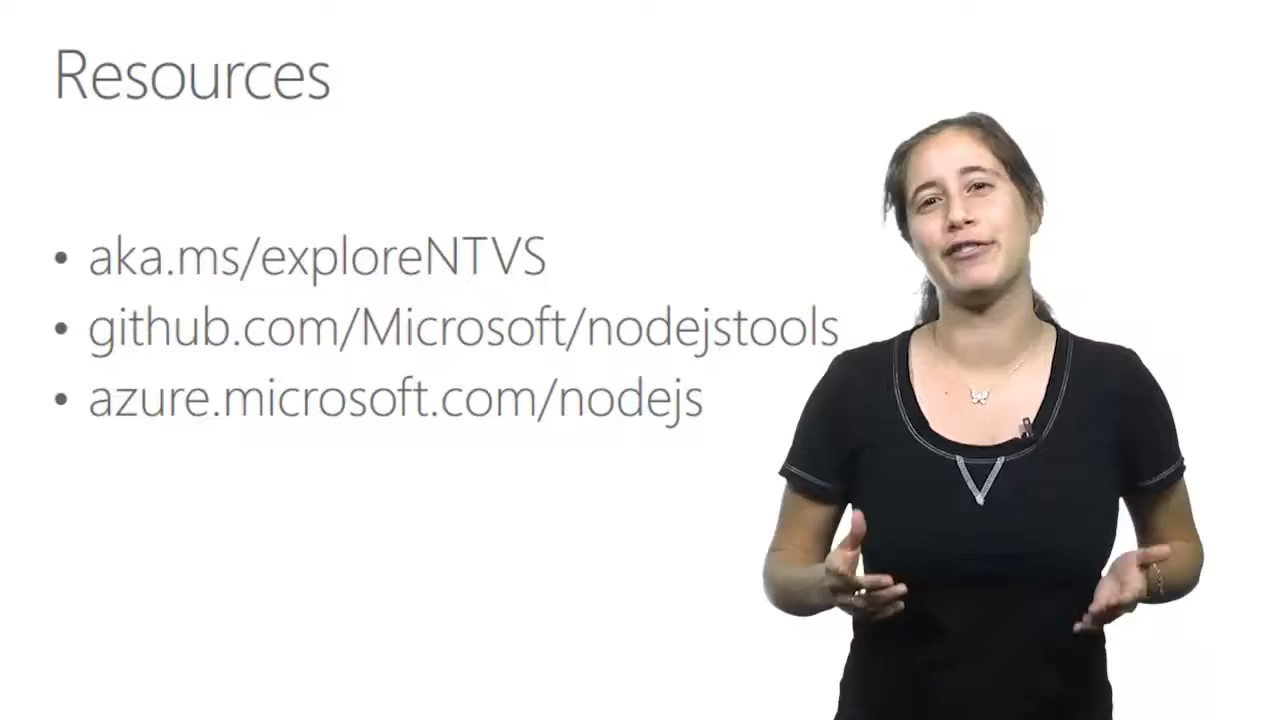 Resources
• aka.ms/exploreNTVS
• github.com/Microsoft/nodejstools
• azure.microsoft.com/nodejs